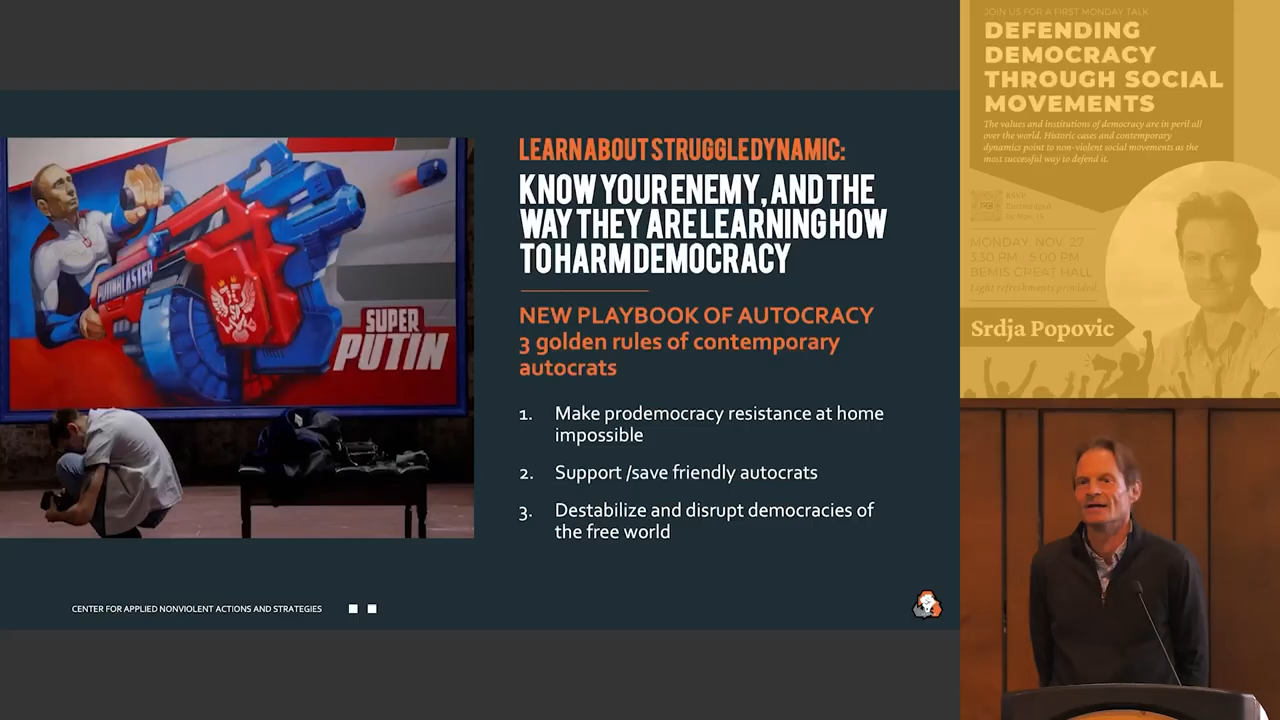 LEARN ABOUT STRUGGLE DYNAMIC:
KNOW YOUR ENEMY, AND THE
WAY THEY ARE LEARNING HOW
TO HARM DEMOCRACY
NEW PLAYBOOK OF AUTOCRACY
3 golden rules of contemporary
autocrats
1. Make prodemocracy resistance at home
impossible
2. Support /save friendly autocrats
3. Destabilize and disrupt democracies of
the free world
PUTINBLASTER
SUPER
PUTIN
CENTER FOR APPLIED NONVIOLENT ACTIONS AND STRATEGIES
JOIN US FOR A FIRST MONDAY TALK
DEFENDING
DEMOCRACY
THROUGH SOCIAL
MOVEMENTS
The values and institutions of democracy are in peril all
over the world. Historic cases and contemporary
dynamics point to non-violent social movements as the
most successful way to defend it.
RSVP
by Nov. 15
MONDAY, NOV. 27
3:30 PM - 5:00 PM
BEMIS GREAT HALL
Light refreshments provided.
Srdja Popovic